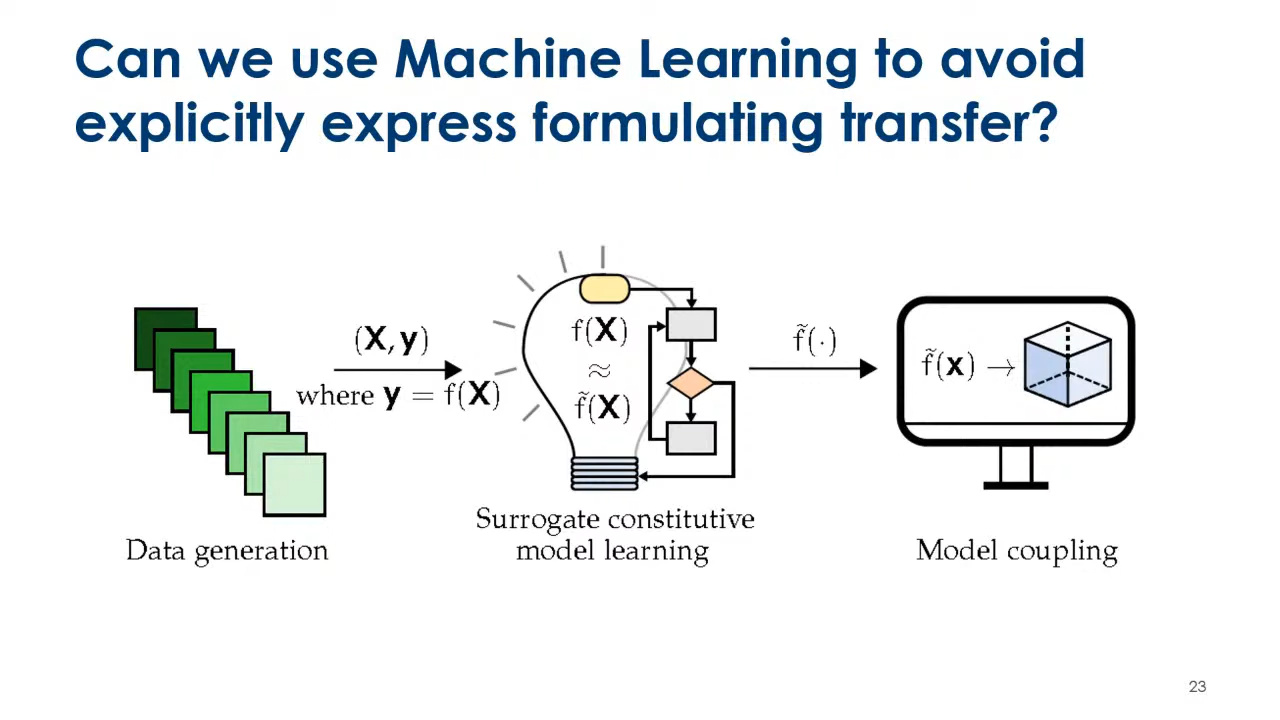 Can we use Machine Learning to avoid
explicitly express formulating transfer?
(X, y)
where y = f(X)
Data generation
f(X)
≈
f̃(X)
Surrogate constitutive
model learning
f̃(·)
f̃(x) →
Model coupling
23